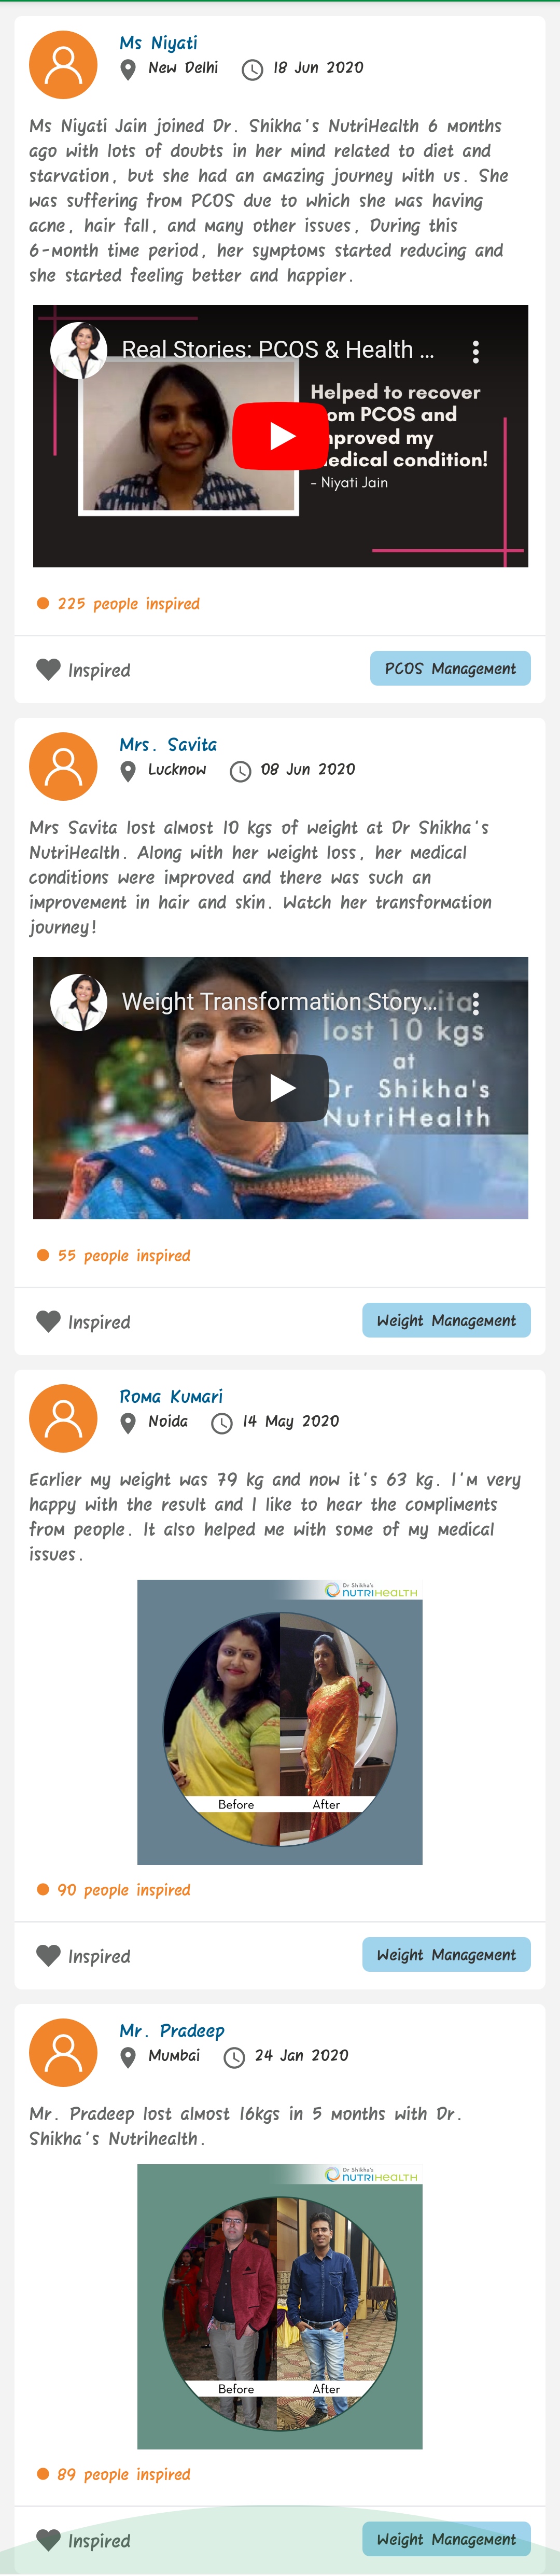 Ms Niyati
New Delhi 18 Jun 2020
Ms Niyati Jain joined Dr. Shikha's NutriHealth 6 months
ago with lots of doubts in her mind related to diet and
starvation, but she had an amazing journey with us. She
was suffering from PCOS due to which she was having
acne, hair fall, and many other issues, During this
6-month time period, her symptoms started reducing and
she started feeling better and happier.
Real Stories: PCOS & Health ...
Helped to recover
PCOS and
my
condition!
- Niyati Jain
225 people inspired
Inspired PCOS Management
Mrs. Savita
Lucknow 08 Jun 2020
Mrs Savita lost almost 10 kgs of weight at Dr Shikha's
NutriHealth. Along with her weight loss, her medical
conditions were improved and there was such an
improvement in hair and skin. Watch her transformation
journey!
Weight Transformation Story...
Savita
lost 10 kgs
at
Dr Shikha's
NutriHealth
55 people inspired
Inspired Weight Management
Roma Kumari
Noida 14 May 2020
Earlier my weight was 79 kg and now it's 63 kg. I'm very
happy with the result and I like to hear the compliments
from people. It also helped me with some of my medical
issues.
Dr Shikha's
NUTRIHEALTH
Before After
90 people inspired
Inspired Weight Management
Mr. Pradeep
Mumbai 24 Jan 2020
Mr. Pradeep lost almost 16kgs in 5 months with Dr.
Shikha's Nutrihealth.
Dr Shikha's
NUTRIHEALTH
Before After
89 people inspired
Inspired Weight Management